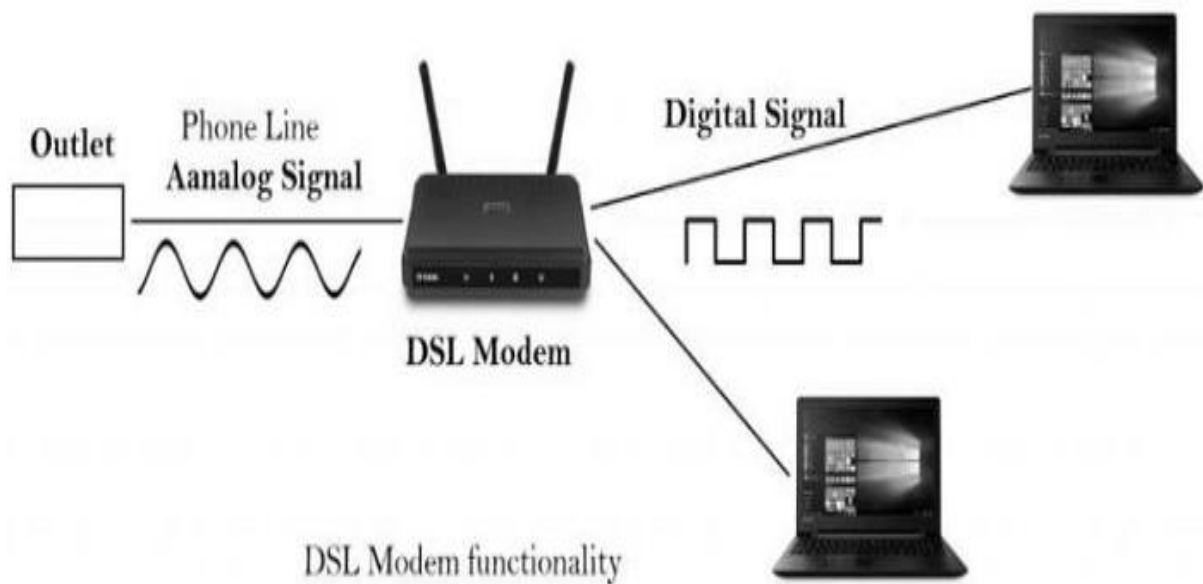 Outlet
Phone Line
Aanalog Signal
Digital Signal
DSL Modem
DSL Modem functionality